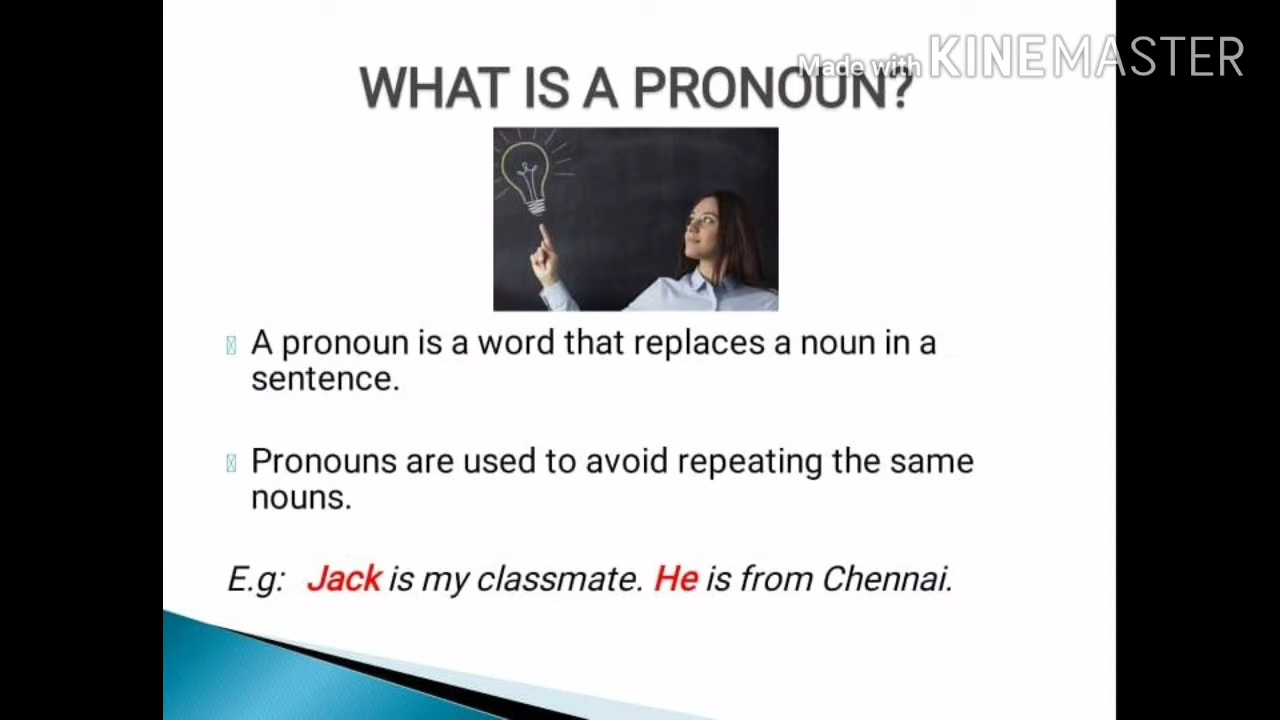 Made with KINEMASTER
WHAT IS A PRONOUN?
A pronoun is a word that replaces a noun in a
sentence.
Pronouns are used to avoid repeating the same
nouns.
E.g: Jack is my classmate. He is from Chennai.